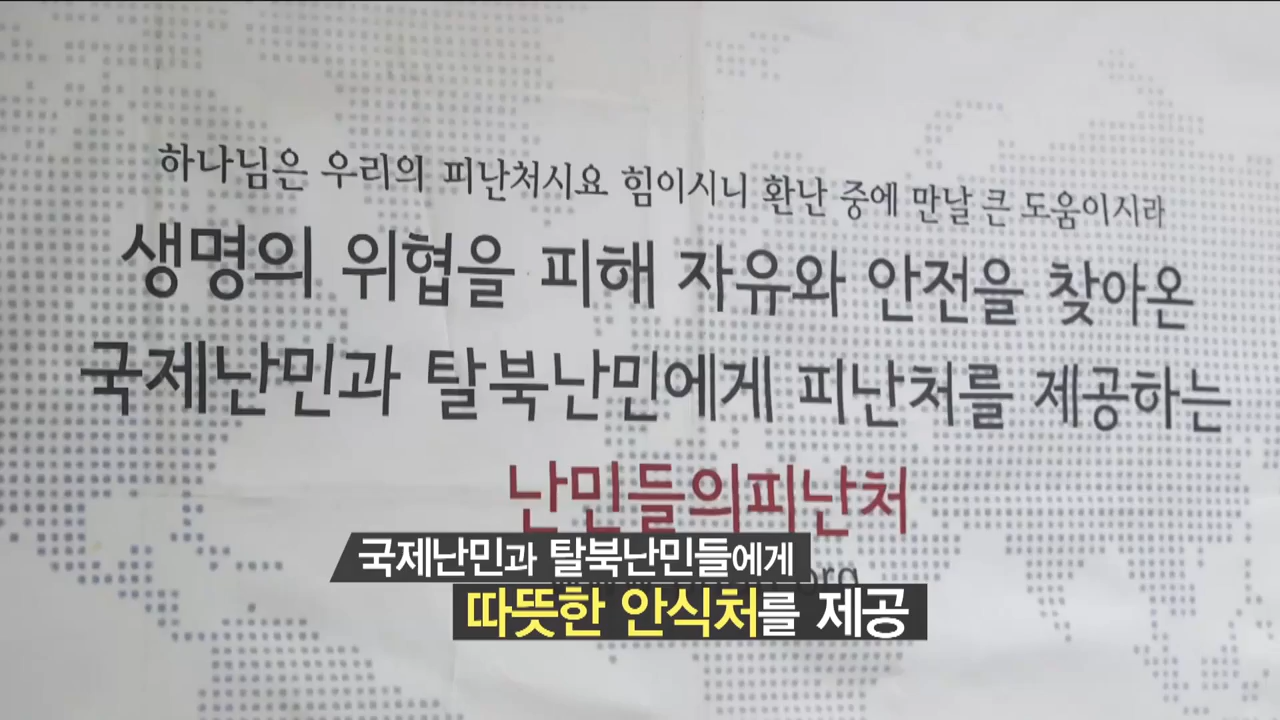 하나님은 우리의 피난처시요 힘이시니 환난 중에 만날 큰 도움이시라
생명의 위협을 피해 자유와 안전을 찾아온
국제난민과 탈북난민에게 피난처를 제공하는
난민들의피난처
국제난민과 탈북난민들에게
따뜻한 안식처를 제공